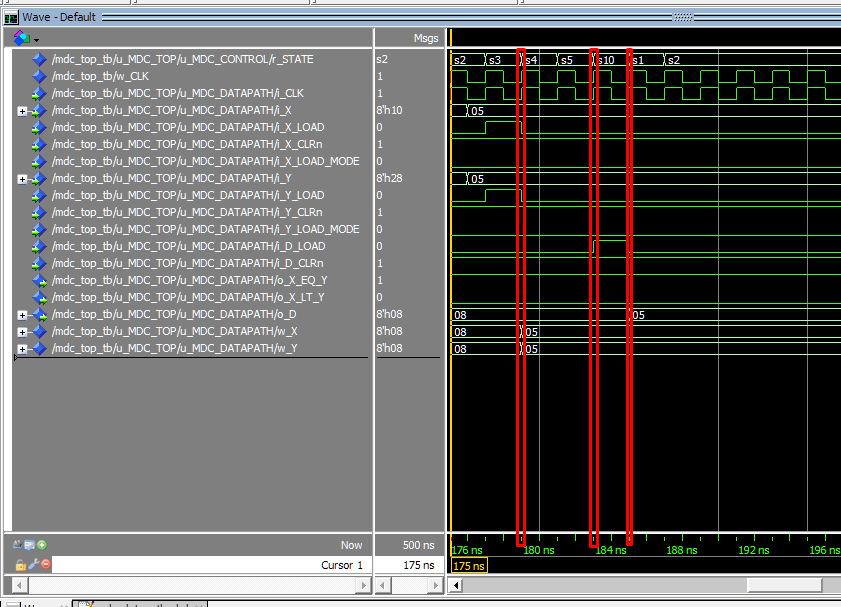 Wave - Default
Msgs
/mdc_top_tb/u_MDC_TOP/u_MDC_CONTROL/r_STATE s2 s2 s3 s4 s5 s10 s1 s2
/mdc_top_tb/w_CLK 1
/mdc_top_tb/u_MDC_TOP/u_MDC_DATAPATH/i_CLK 1
/mdc_top_tb/u_MDC_TOP/u_MDC_DATAPATH/i_X 8'h10 05
/mdc_top_tb/u_MDC_TOP/u_MDC_DATAPATH/i_X_LOAD 0
/mdc_top_tb/u_MDC_TOP/u_MDC_DATAPATH/i_X_CLRn 1
/mdc_top_tb/u_MDC_TOP/u_MDC_DATAPATH/i_X_LOAD_MODE 0
/mdc_top_tb/u_MDC_TOP/u_MDC_DATAPATH/i_Y 8'h28 05
/mdc_top_tb/u_MDC_TOP/u_MDC_DATAPATH/i_Y_LOAD 0
/mdc_top_tb/u_MDC_TOP/u_MDC_DATAPATH/i_Y_CLRn 1
/mdc_top_tb/u_MDC_TOP/u_MDC_DATAPATH/i_Y_LOAD_MODE 0
/mdc_top_tb/u_MDC_TOP/u_MDC_DATAPATH/i_D_LOAD 0
/mdc_top_tb/u_MDC_TOP/u_MDC_DATAPATH/i_D_CLRn 1
/mdc_top_tb/u_MDC_TOP/u_MDC_DATAPATH/o_X_EQ_Y 1
/mdc_top_tb/u_MDC_TOP/u_MDC_DATAPATH/o_X_LT_Y 0
/mdc_top_tb/u_MDC_TOP/u_MDC_DATAPATH/o_D 8'h08 08 05
/mdc_top_tb/u_MDC_TOP/u_MDC_DATAPATH/w_X 8'h08 08 05
/mdc_top_tb/u_MDC_TOP/u_MDC_DATAPATH/w_Y 8'h08 08 05
Now 500 ns 176 ns 180 ns 184 ns 188 ns 192 ns 196 ns
Cursor 1 175 ns 175 ns